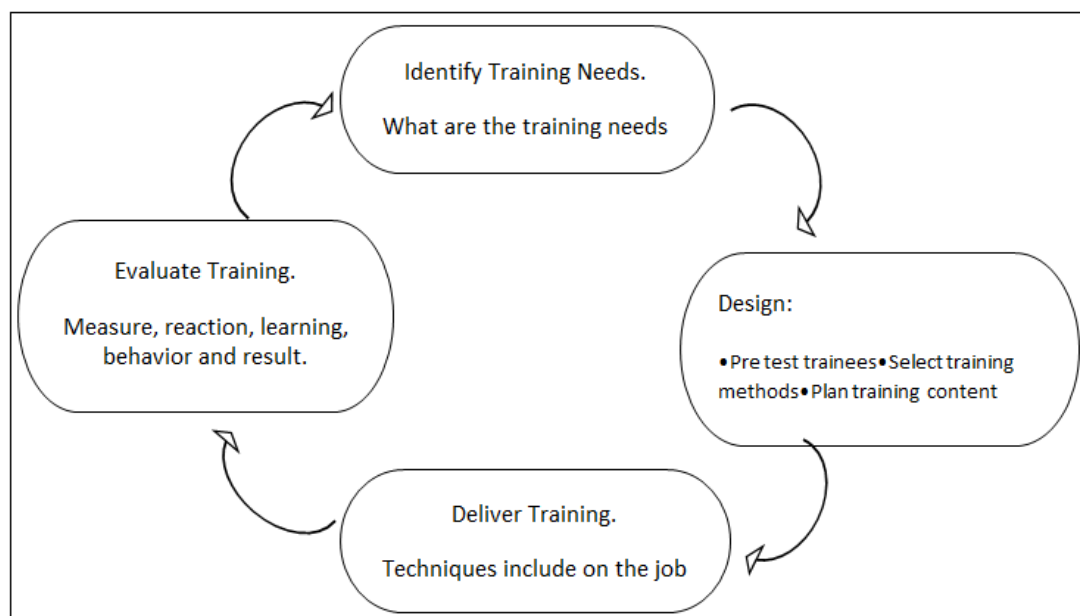 Identify Training Needs.
What are the training needs
Evaluate Training.
Measure, reaction, learning,
behavior and result.
Design:
•Pre test trainees•Select training
methods•Plan training content
Deliver Training.
Techniques include on the job